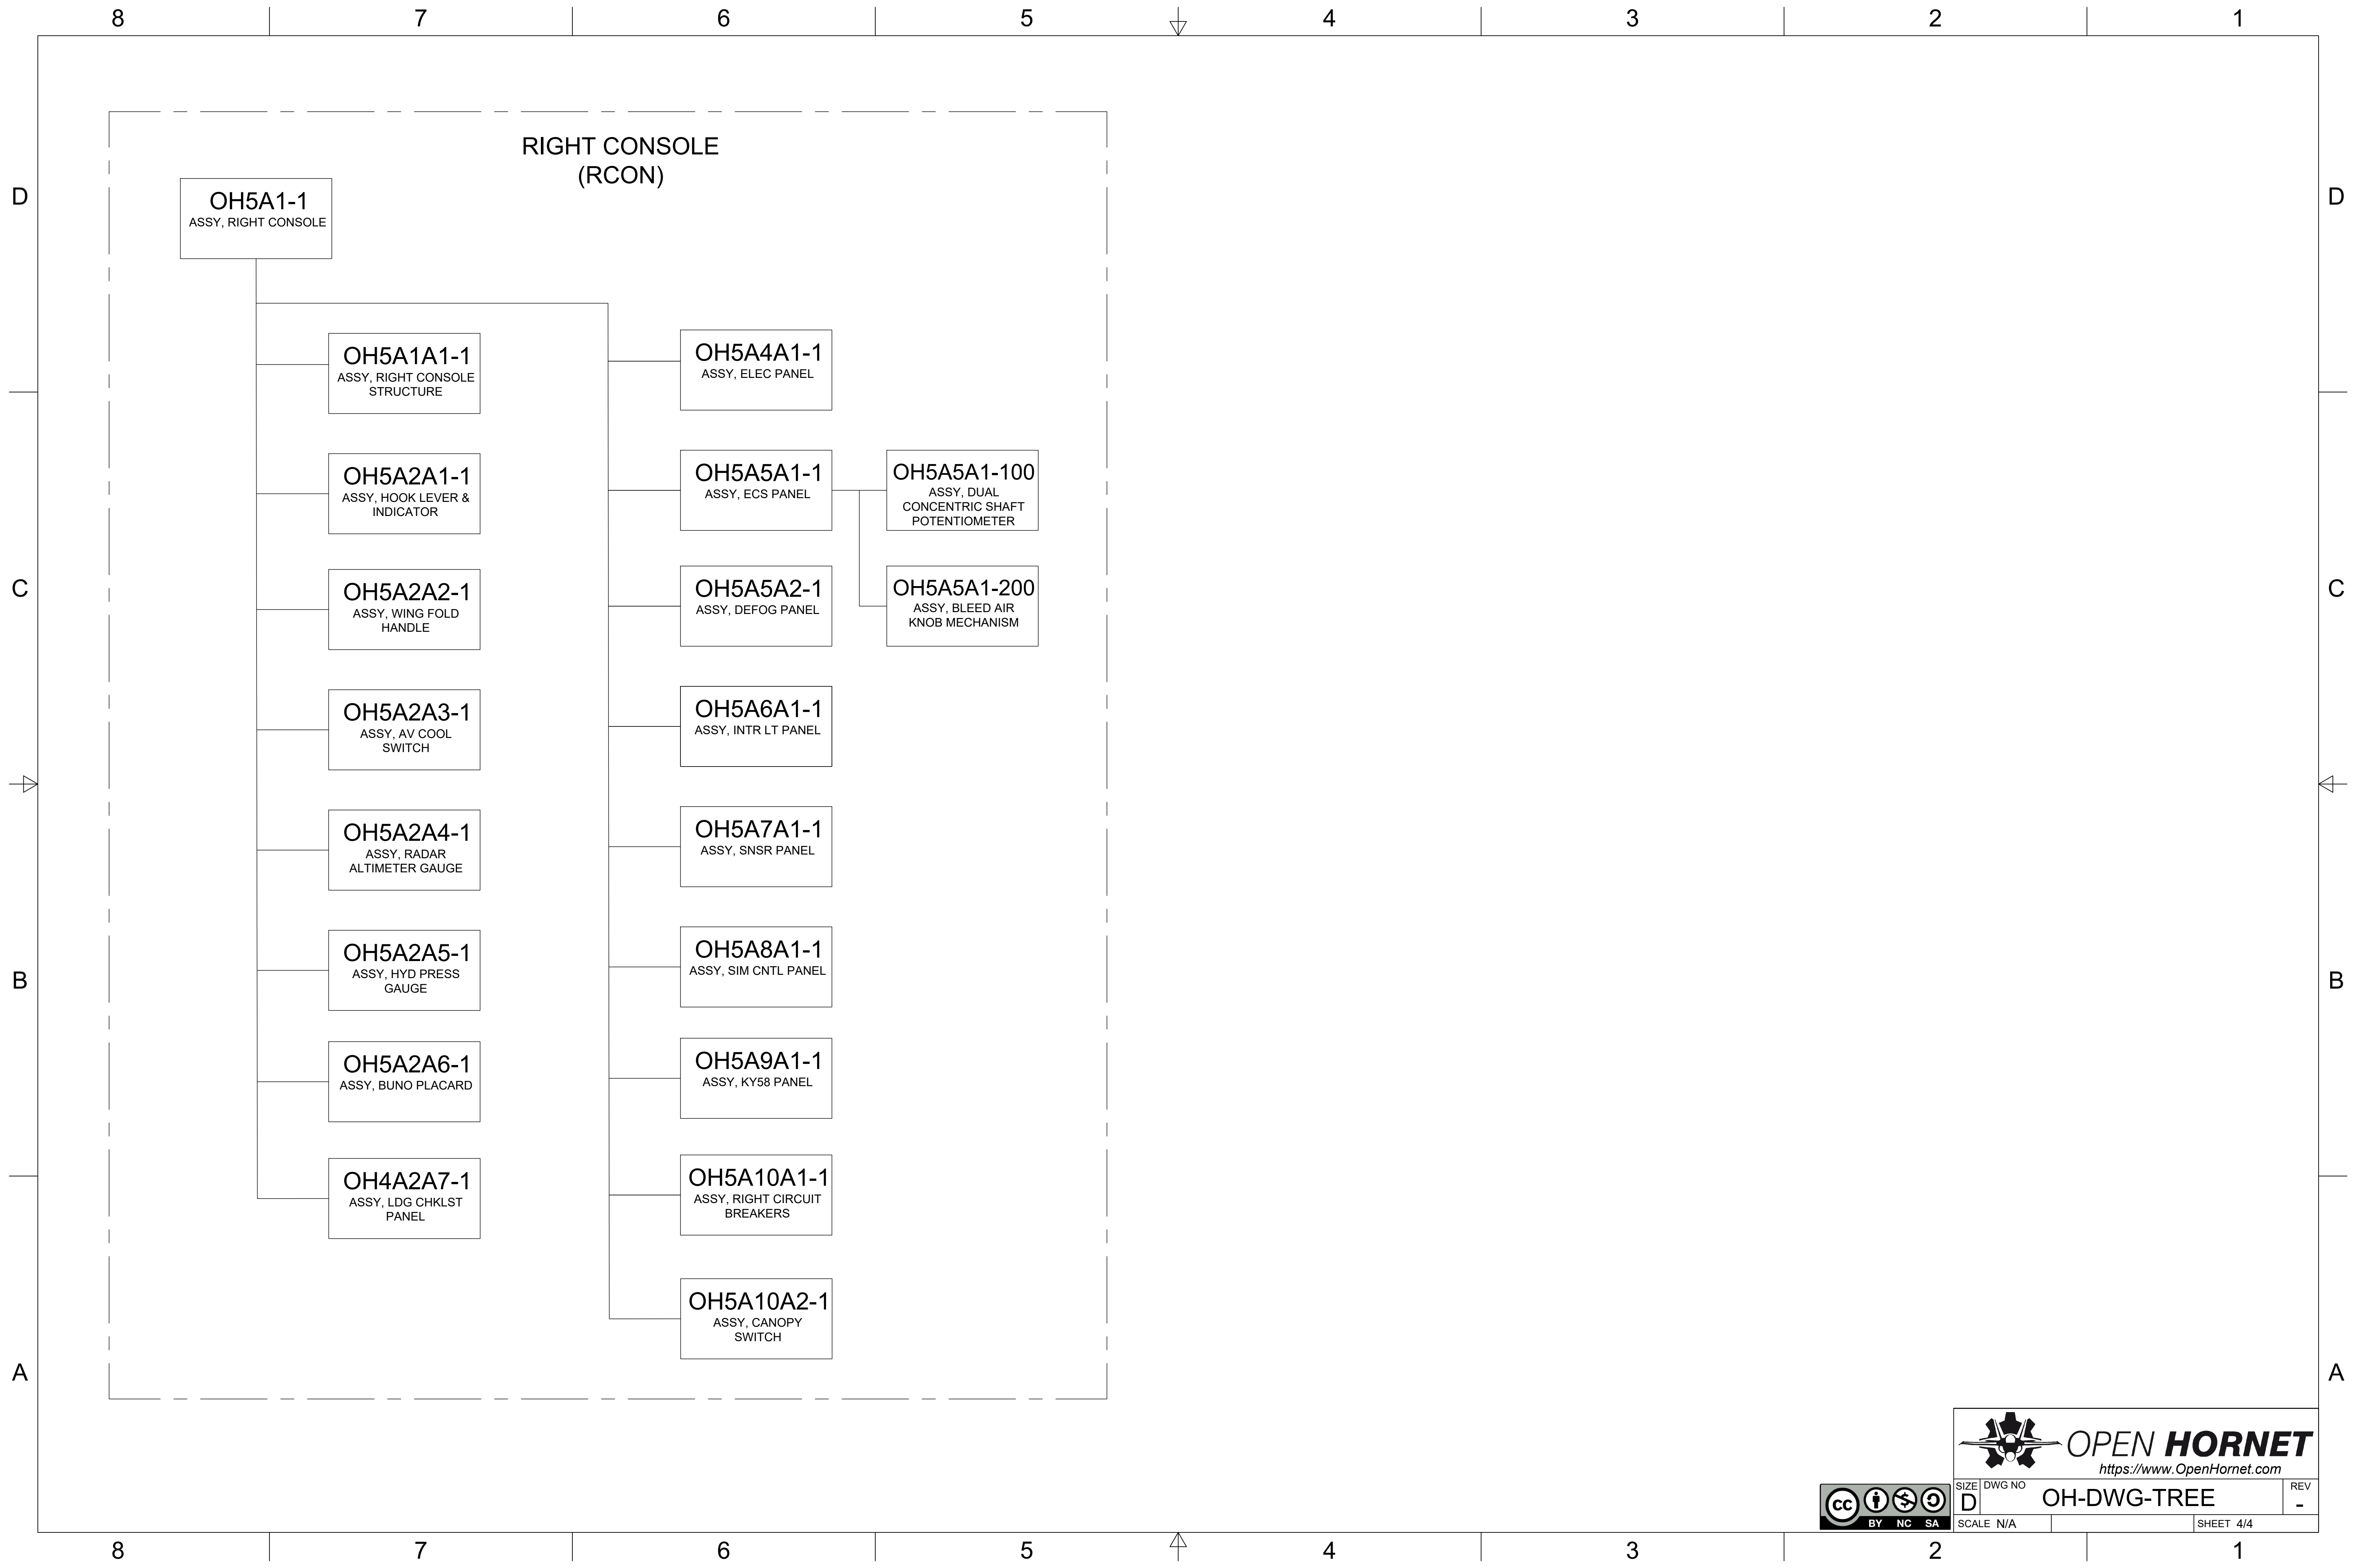 8 7 6 5 4 3 2 1
D
C
B
A
RIGHT CONSOLE
(RCON)
OH5A1-1
ASSY, RIGHT CONSOLE
OH5A1A1-1
ASSY, RIGHT CONSOLE
STRUCTURE
OH5A2A1-1
ASSY, HOOK LEVER &
INDICATOR
OH5A2A2-1
ASSY, WING FOLD
HANDLE
OH5A2A3-1
ASSY, AV COOL
SWITCH
OH5A2A4-1
ASSY, RADAR
ALTIMETER GAUGE
OH5A2A5-1
ASSY, HYD PRESS
GAUGE
OH5A2A6-1
ASSY, BUNO PLACARD
OH4A2A7-1
ASSY, LDG CHKLST
PANEL
OH5A4A1-1
ASSY, ELEC PANEL
OH5A5A1-1
ASSY, ECS PANEL
OH5A5A2-1
ASSY, DEFOG PANEL
OH5A6A1-1
ASSY, INTR LT PANEL
OH5A7A1-1
ASSY, SNSR PANEL
OH5A8A1-1
ASSY, SIM CNTL PANEL
OH5A9A1-1
ASSY, KY58 PANEL
OH5A10A1-1
ASSY, RIGHT CIRCUIT
BREAKERS
OH5A10A2-1
ASSY, CANOPY
SWITCH
OH5A5A1-100
ASSY, DUAL
CONCENTRIC SHAFT
POTENTIOMETER
OH5A5A1-200
ASSY, BLEED AIR
KNOB MECHANISM
D
C
B
A
OPEN HORNET
https://www.OpenHornet.com
SIZE
D
DWG NO
OH-DWG-TREE
REV
-
SCALE N/A
SHEET 4/4
cc
BY NC SA
8 7 6 5 4 3 2 1